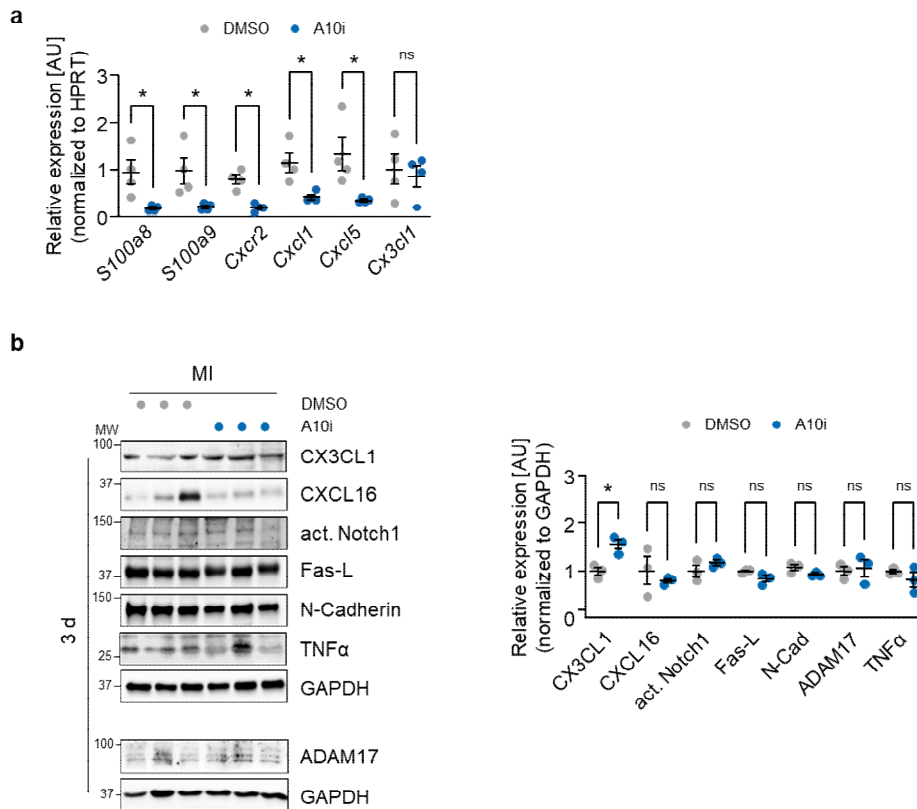 a
DMSO A10i
Relative expression [AU]
(normalized to HPRT)
3
2
1
0
* * * * * ns
S100a8 S100a9 Cxcr2 Cxcl1 Cxcl5 Cx3cl1
b
MI
DMSO
A10i
MW
3 d
100
CX3CL1
37
CXCL16
150
act. Notch1
37
Fas-L
150
N-Cadherin
25
TNFα
37
GAPDH
100
ADAM17
37
GAPDH
DMSO A10i
Relative expression [AU]
(normalized to GAPDH)
3
2
1
0
* ns ns ns ns ns ns
CX3CL1 CXCL16 act. Notch1 Fas-L N-Cad ADAM17 TNFα